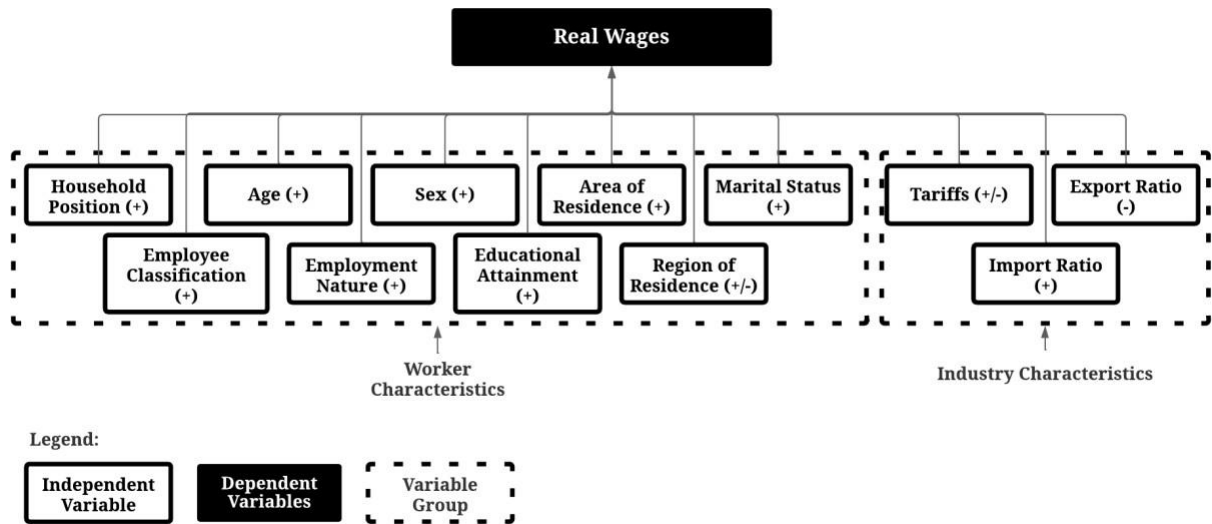 Real Wages
Household
Position (+)
Age (+)
Sex (+)
Area of
Residence (+)
Marital Status
(+)
Tariffs (+/-)
Export Ratio
(-)
Employee
Classification
(+)
Employment
Nature (+)
Educational
Attainment
(+)
Region of
Residence (+/-)
Import Ratio
(+)
Worker
Characteristics
Industry Characteristics
Legend:
Independent
Variable
Dependent
Variables
Variable
Group